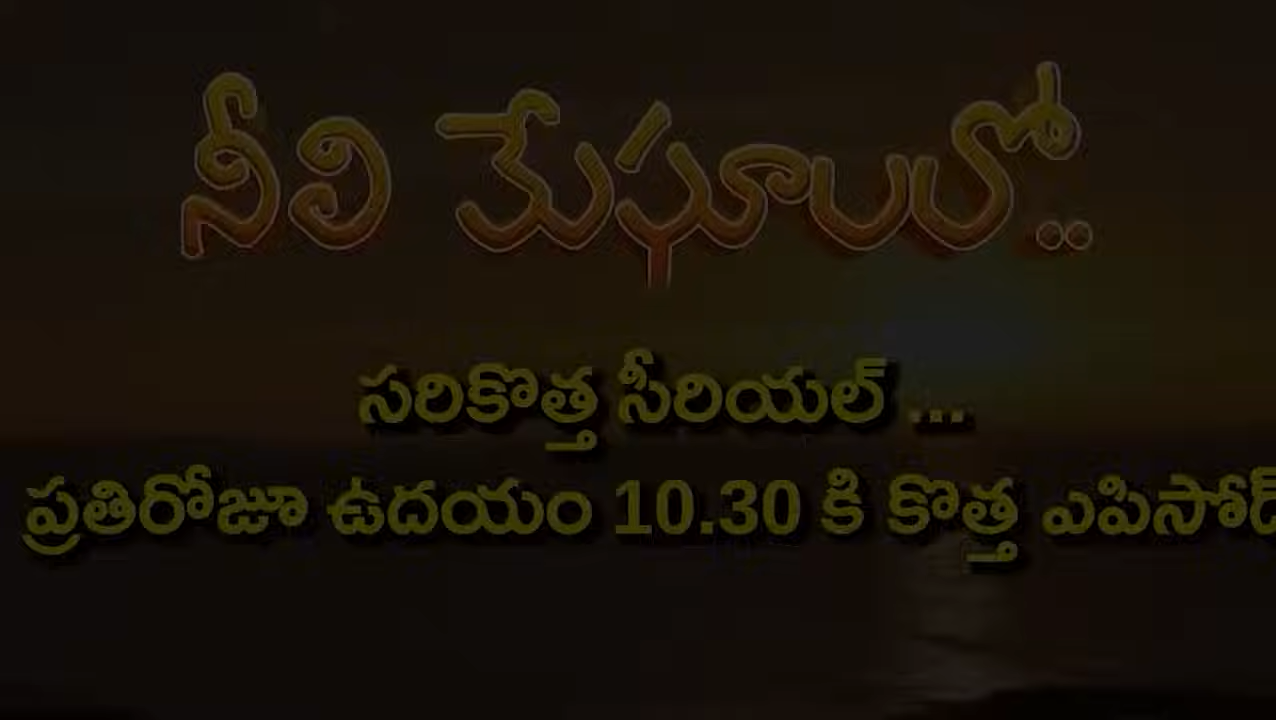 నీలి మేఘాలలో..
సరికొత్త సీరియల్ ...
ప్రతిరోజూ ఉదయం 10.30 కి కొత్త ఎపిసోడ్